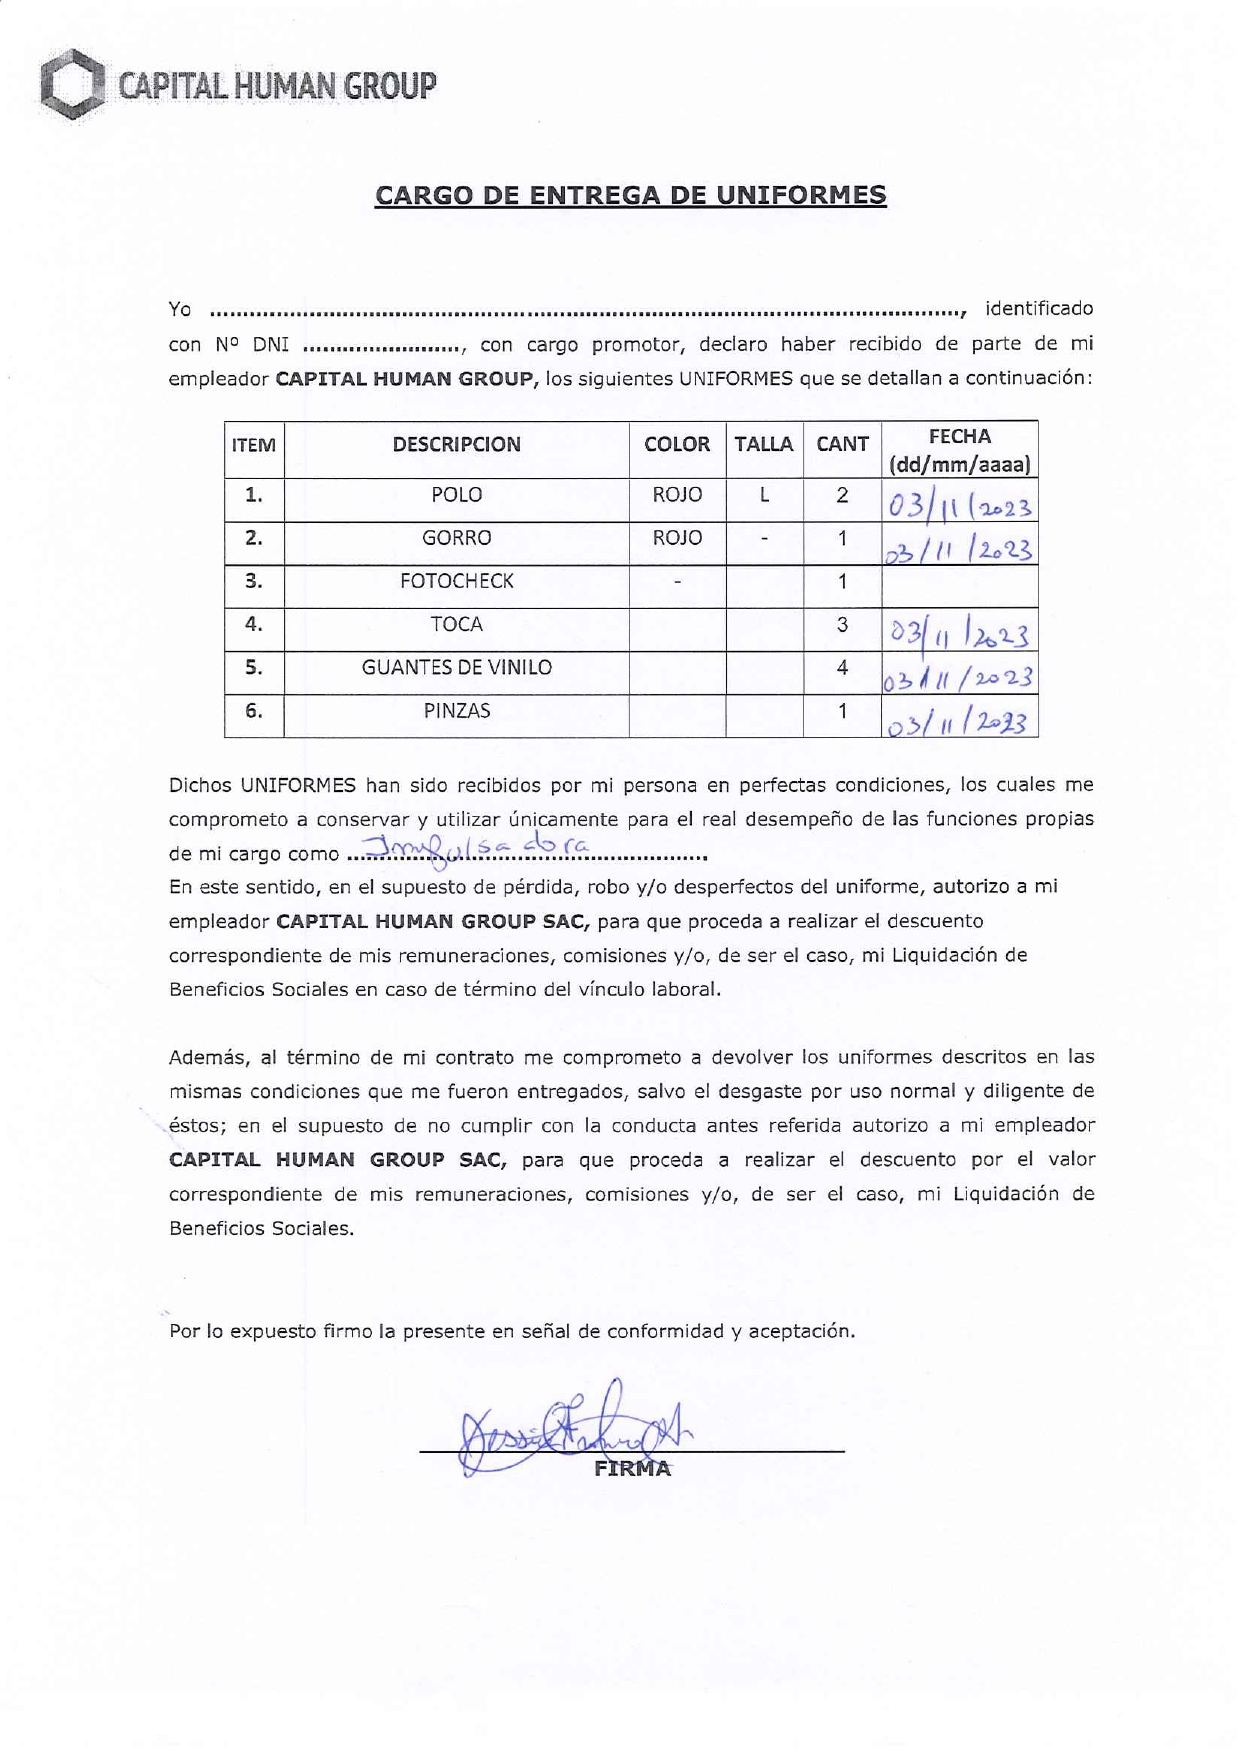 CAPITAL HUMAN GROUP
CARGO DE ENTREGA DE UNIFORMES
Yo ..............................................................................................................., identificado
con Nº DNI ........................, con cargo promotor, declaro haber recibido de parte de mi
empleador CAPITAL HUMAN GROUP, los siguientes UNIFORMES que se detallan a continuación:
ITEM DESCRIPCION COLOR TALLA CANT FECHA (dd/mm/aaaa)
1. POLO ROJO L 2 03/11/2023
2. GORRO ROJO - 1 03/11/2023
3. FOTOCHECK - 1
4. TOCA 3 03/11/2023
5. GUANTES DE VINILO 4 03/11/2023
6. PINZAS 1 03/11/2023
Dichos UNIFORMES han sido recibidos por mi persona en perfectas condiciones, los cuales me
comprometo a conservar y utilizar únicamente para el real desempeño de las funciones propias
de mi cargo como Impulsadora
En este sentido, en el supuesto de pérdida, robo y/o desperfectos del uniforme, autorizo a mi
empleador CAPITAL HUMAN GROUP SAC, para que proceda a realizar el descuento
correspondiente de mis remuneraciones, comisiones y/o, de ser el caso, mi Liquidación de
Beneficios Sociales en caso de término del vínculo laboral.
Además, al término de mi contrato me comprometo a devolver los uniformes descritos en las
mismas condiciones que me fueron entregados, salvo el desgaste por uso normal y diligente de
éstos; en el supuesto de no cumplir con la conducta antes referida autorizo a mi empleador
CAPITAL HUMAN GROUP SAC, para que proceda a realizar el descuento por el valor
correspondiente de mis remuneraciones, comisiones y/o, de ser el caso, mi Liquidación de
Beneficios Sociales.
Por lo expuesto firmo la presente en señal de conformidad y aceptación.
FIRMA